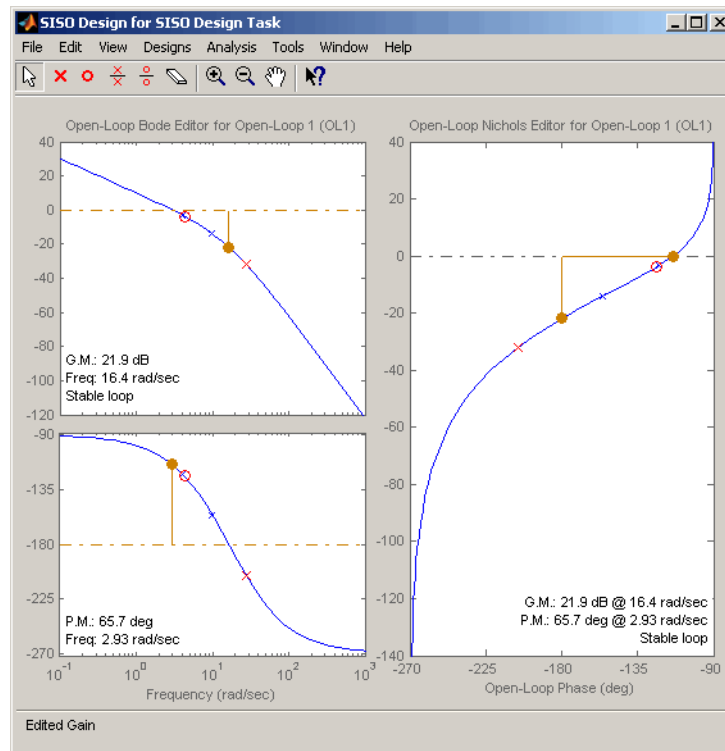 SISO Design for SISO Design Task
File Edit View Designs Analysis Tools Window Help
Open-Loop Bode Editor for Open-Loop 1 (OL1)
40
20
0
-20
-40
-60
-80
-100
-120
G.M.: 21.9 dB
Freq: 16.4 rad/sec
Stable loop
-90
-135
-180
-225
-270
P.M.: 65.7 deg
Freq: 2.93 rad/sec
10^-1 10^0 10^1 10^2 10^3
Frequency (rad/sec)
Open-Loop Nichols Editor for Open-Loop 1 (OL1)
40
20
0
-20
-40
-60
-80
-100
-120
-140
G.M.: 21.9 dB @ 16.4 rad/sec
P.M.: 65.7 deg @ 2.93 rad/sec
Stable loop
-270 -225 -180 -135 -90
Open-Loop Phase (deg)
Edited Gain